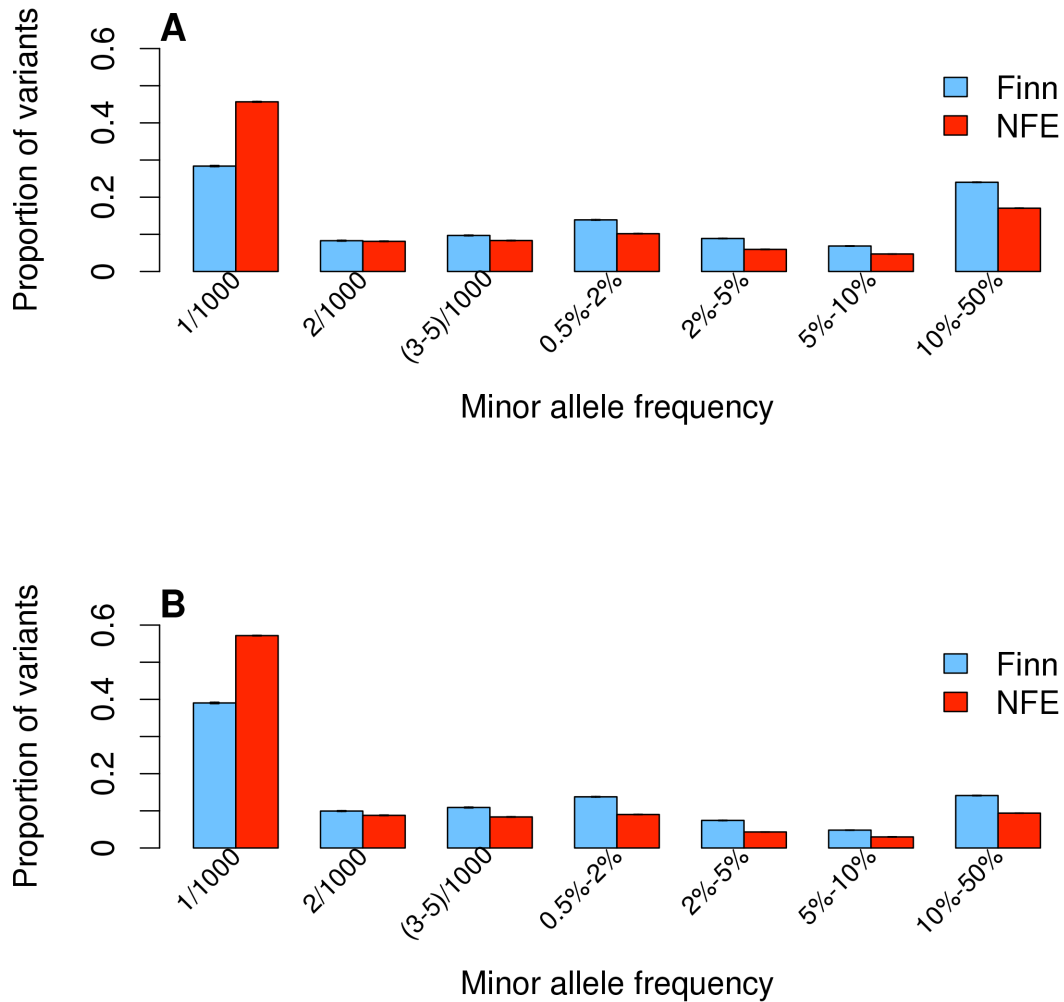 A
Proportion of variants
0.6
0.4
0.2
0
Finn
NFE
1/1000
2/1000
(3-5)/1000
0.5%-2%
2%-5%
5%-10%
10%-50%
Minor allele frequency
B
Proportion of variants
0.6
0.4
0.2
0
Finn
NFE
1/1000
2/1000
(3-5)/1000
0.5%-2%
2%-5%
5%-10%
10%-50%
Minor allele frequency